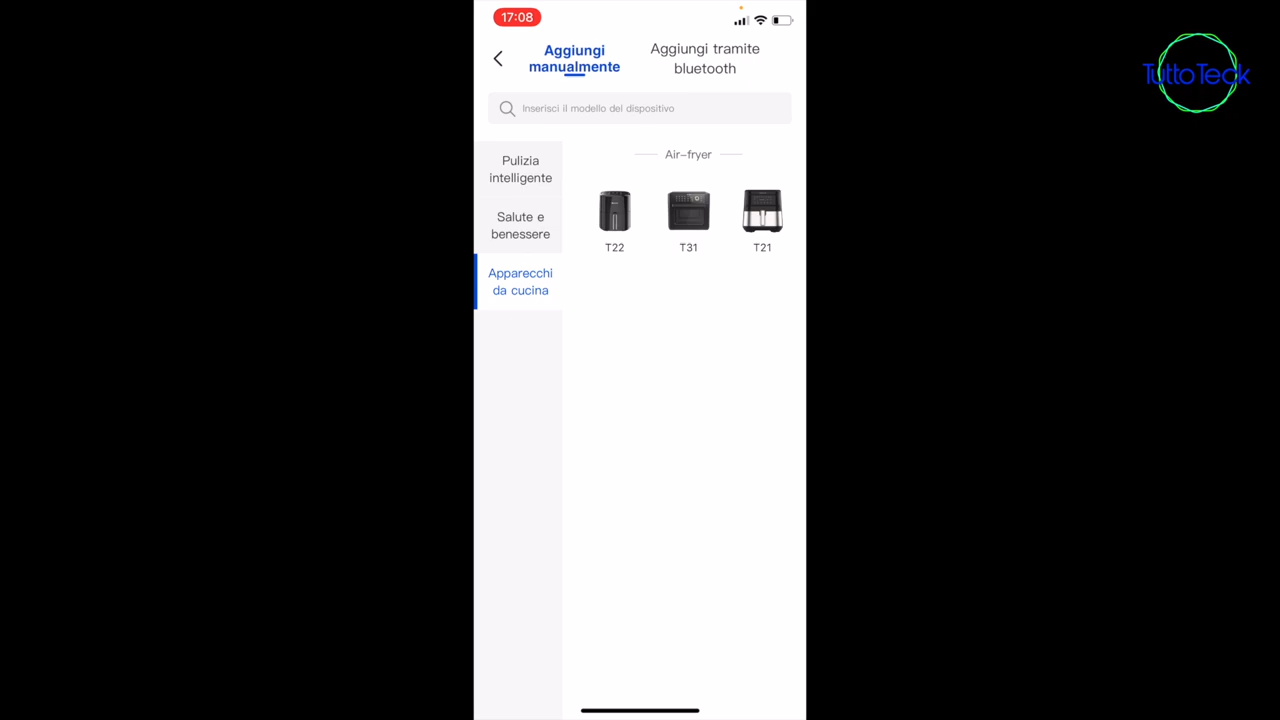 17:08
Aggiungi
manualmente
Aggiungi tramite
bluetooth
Inserisci il modello del dispositivo
Pulizia
intelligente
Salute e
benessere
Apparecchi
da cucina
Air-fryer
T22
T31
T21
TuttoTeck